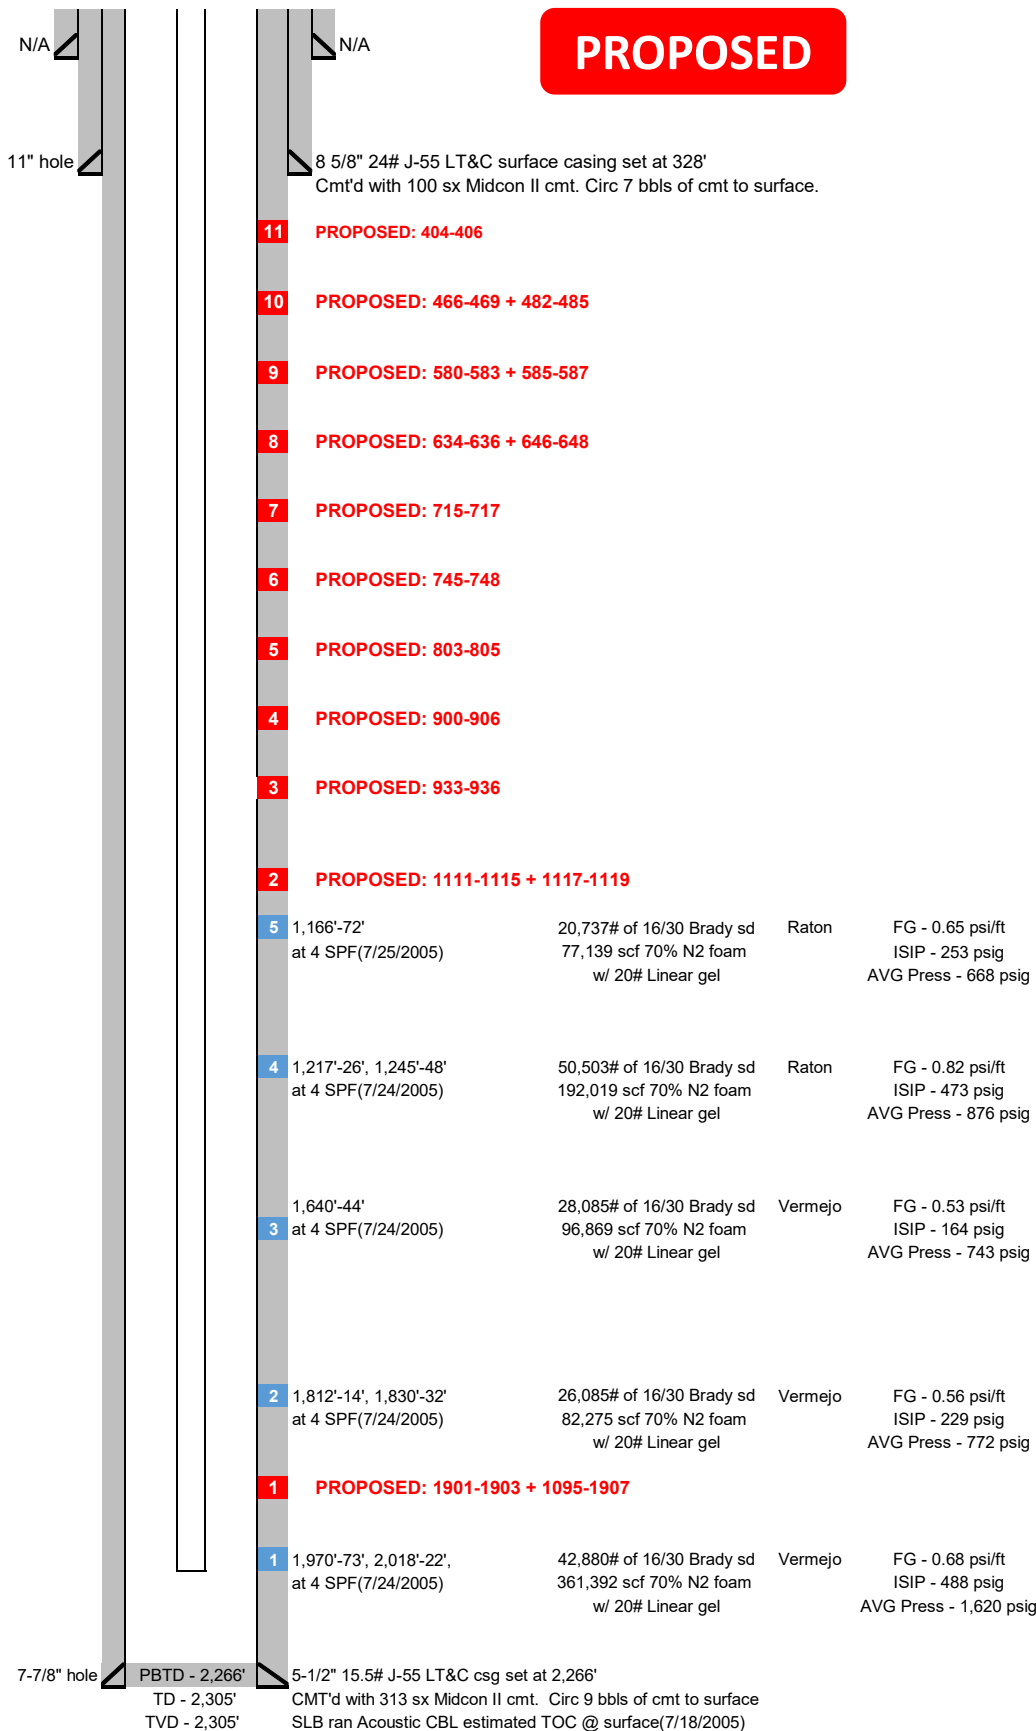 N/A
N/A
PROPOSED
11" hole
8 5/8" 24# J-55 LT&C surface casing set at 328'
Cmt'd with 100 sx Midcon II cmt. Circ 7 bbls of cmt to surface.
11 PROPOSED: 404-406
10 PROPOSED: 466-469 + 482-485
9 PROPOSED: 580-583 + 585-587
8 PROPOSED: 634-636 + 646-648
7 PROPOSED: 715-717
6 PROPOSED: 745-748
5 PROPOSED: 803-805
4 PROPOSED: 900-906
3 PROPOSED: 933-936
2 PROPOSED: 1111-1115 + 1117-1119
5 1,166'-72' 20,737# of 16/30 Brady sd Raton FG - 0.65 psi/ft
at 4 SPF(7/25/2005) 77,139 scf 70% N2 foam ISIP - 253 psig
w/ 20# Linear gel AVG Press - 668 psig
4 1,217'-26', 1,245'-48' 50,503# of 16/30 Brady sd Raton FG - 0.82 psi/ft
at 4 SPF(7/24/2005) 192,019 scf 70% N2 foam ISIP - 473 psig
w/ 20# Linear gel AVG Press - 876 psig
1,640'-44' 28,085# of 16/30 Brady sd Vermejo FG - 0.53 psi/ft
3 at 4 SPF(7/24/2005) 96,869 scf 70% N2 foam ISIP - 164 psig
w/ 20# Linear gel AVG Press - 743 psig
2 1,812'-14', 1,830'-32' 26,085# of 16/30 Brady sd Vermejo FG - 0.56 psi/ft
at 4 SPF(7/24/2005) 82,275 scf 70% N2 foam ISIP - 229 psig
w/ 20# Linear gel AVG Press - 772 psig
1 PROPOSED: 1901-1903 + 1095-1907
1 1,970'-73', 2,018'-22', 42,880# of 16/30 Brady sd Vermejo FG - 0.68 psi/ft
at 4 SPF(7/24/2005) 361,392 scf 70% N2 foam ISIP - 488 psig
w/ 20# Linear gel AVG Press - 1,620 psig
7-7/8" hole PBTD - 2,266' 5-1/2" 15.5# J-55 LT&C csg set at 2,266'
TD - 2,305' CMT'd with 313 sx Midcon II cmt. Circ 9 bbls of cmt to surface
TVD - 2,305' SLB ran Acoustic CBL estimated TOC @ surface(7/18/2005)